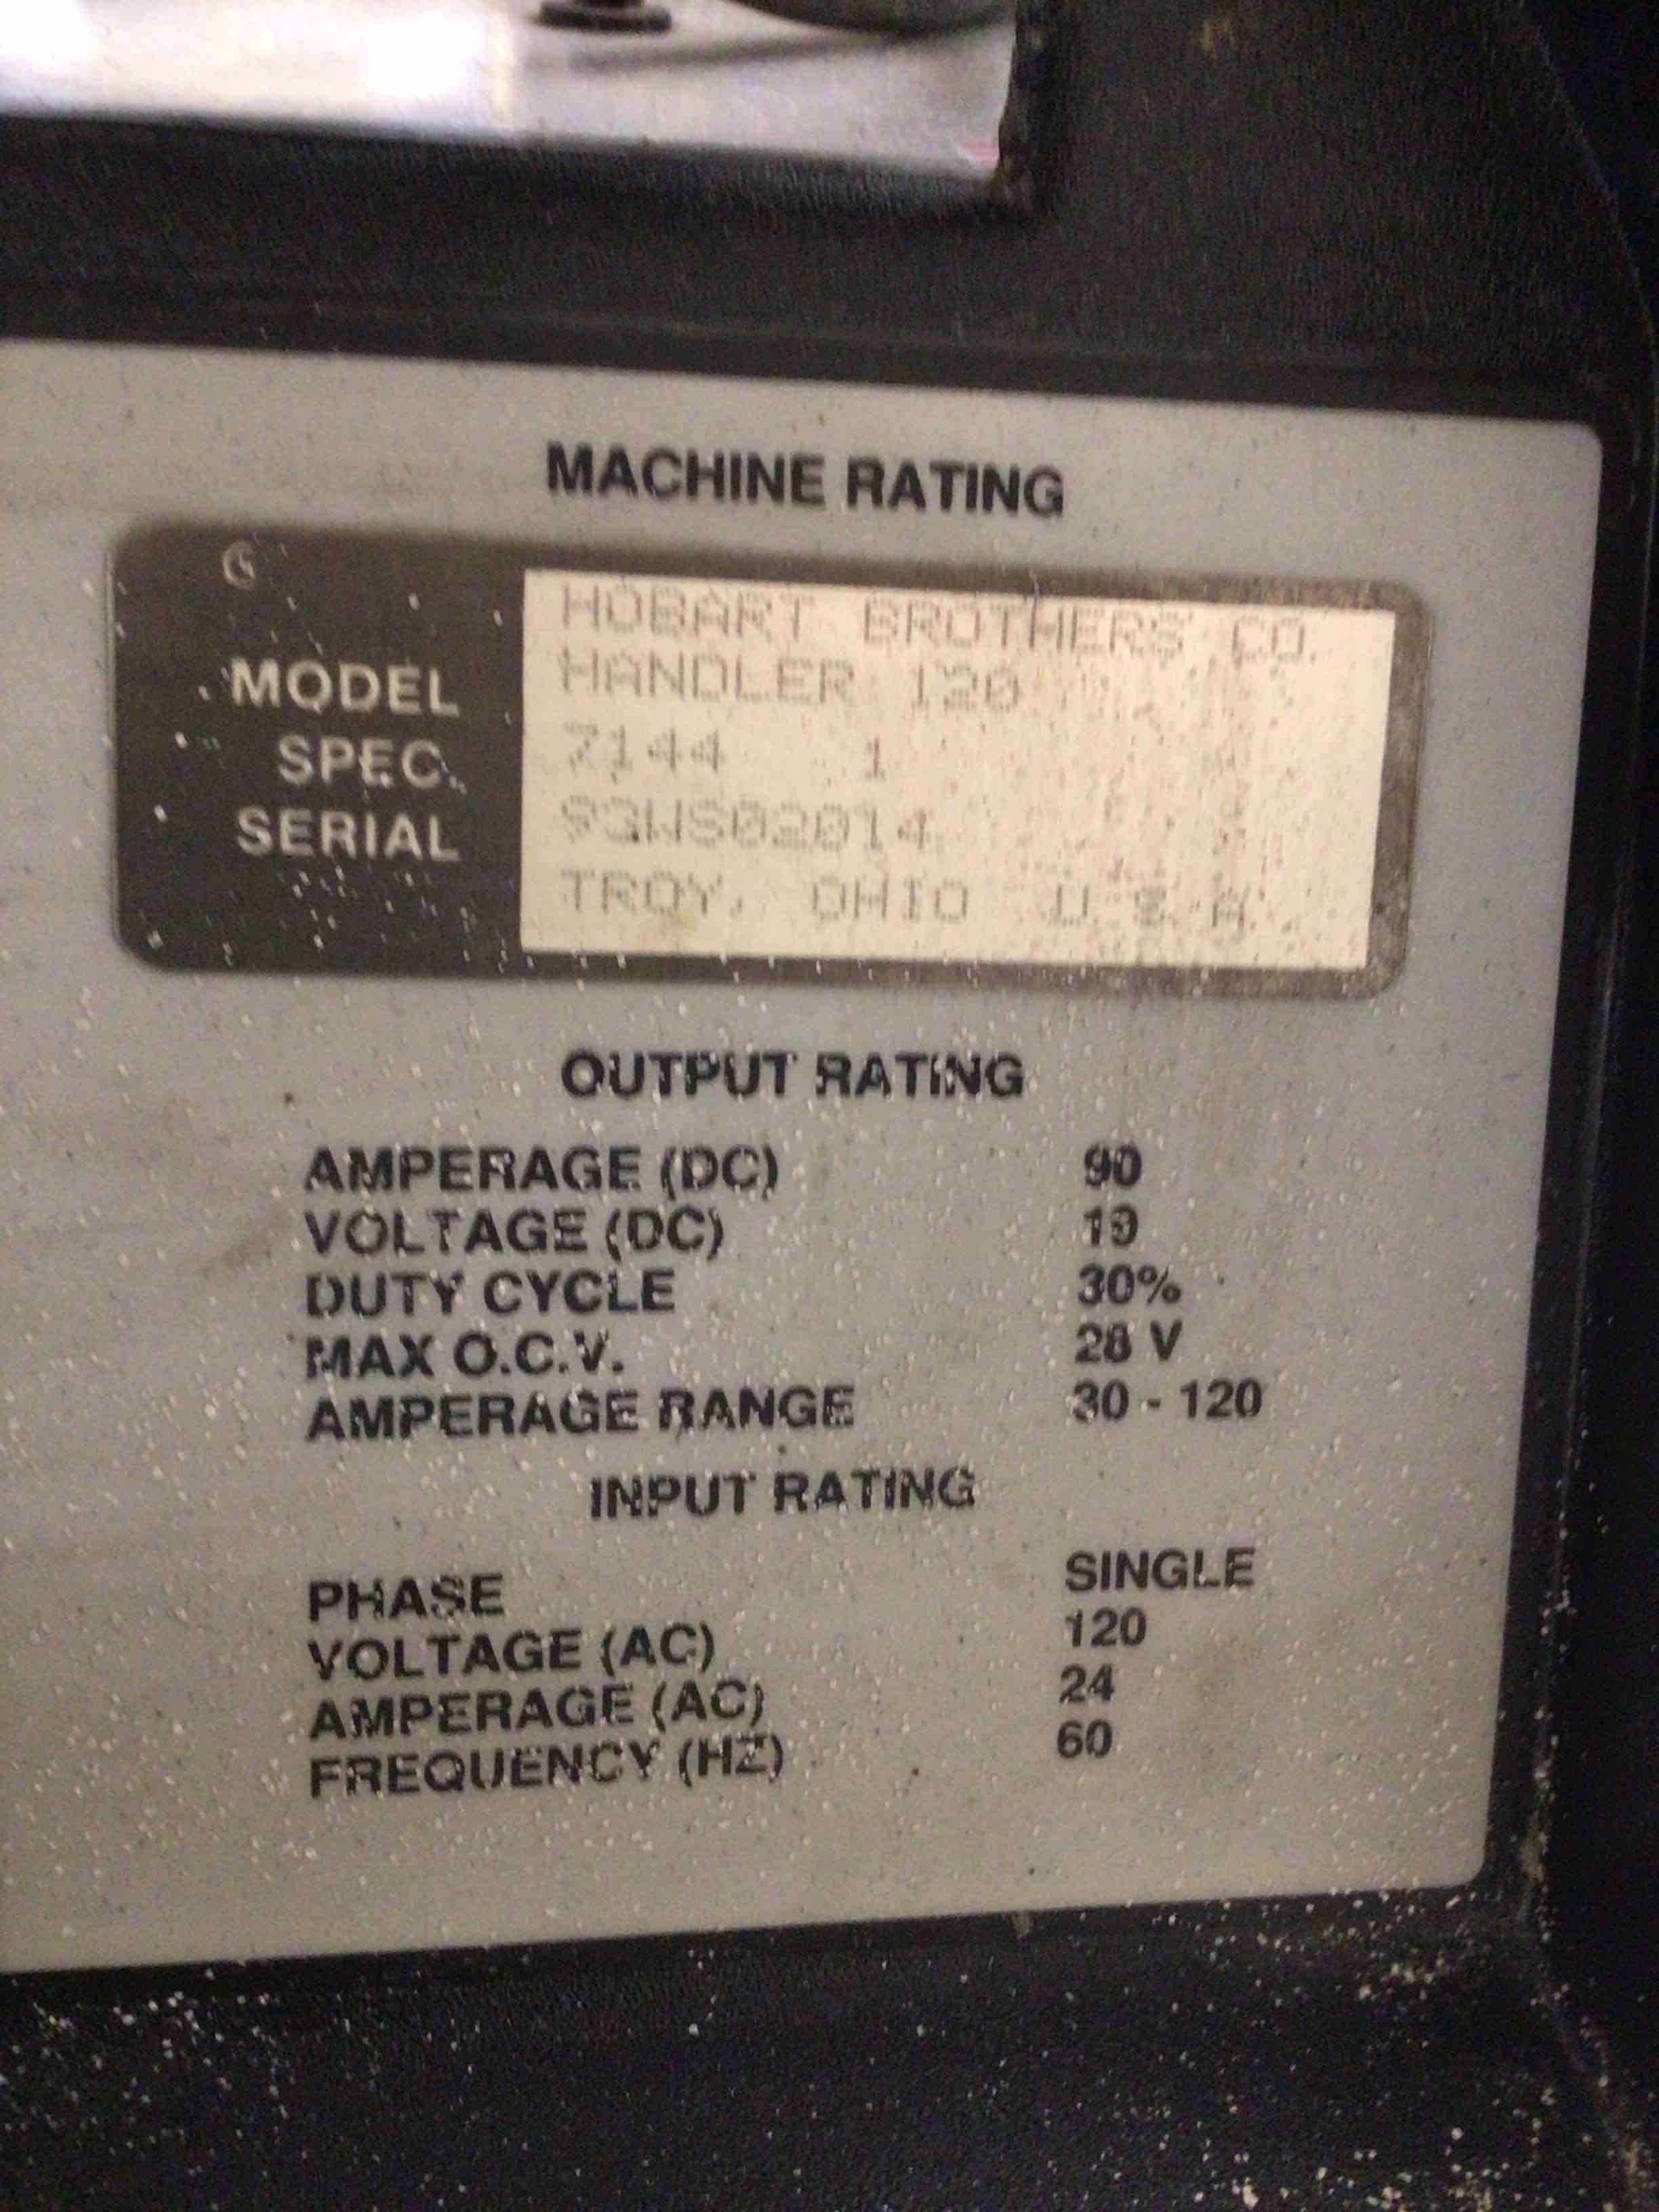 MACHINE RATING
G
HOBART BROTHERS CO.
MODEL HANDLER 120
SPEC. 7144 1
SERIAL
TROY, OHIO U S A
OUTPUT RATING
AMPERAGE (DC) 90
VOLTAGE (DC) 19
DUTY CYCLE 30%
MAX O.C.V. 28 V
AMPERAGE RANGE 30 - 120
INPUT RATING
PHASE SINGLE
VOLTAGE (AC) 120
AMPERAGE (AC) 24
FREQUENCY (HZ) 60